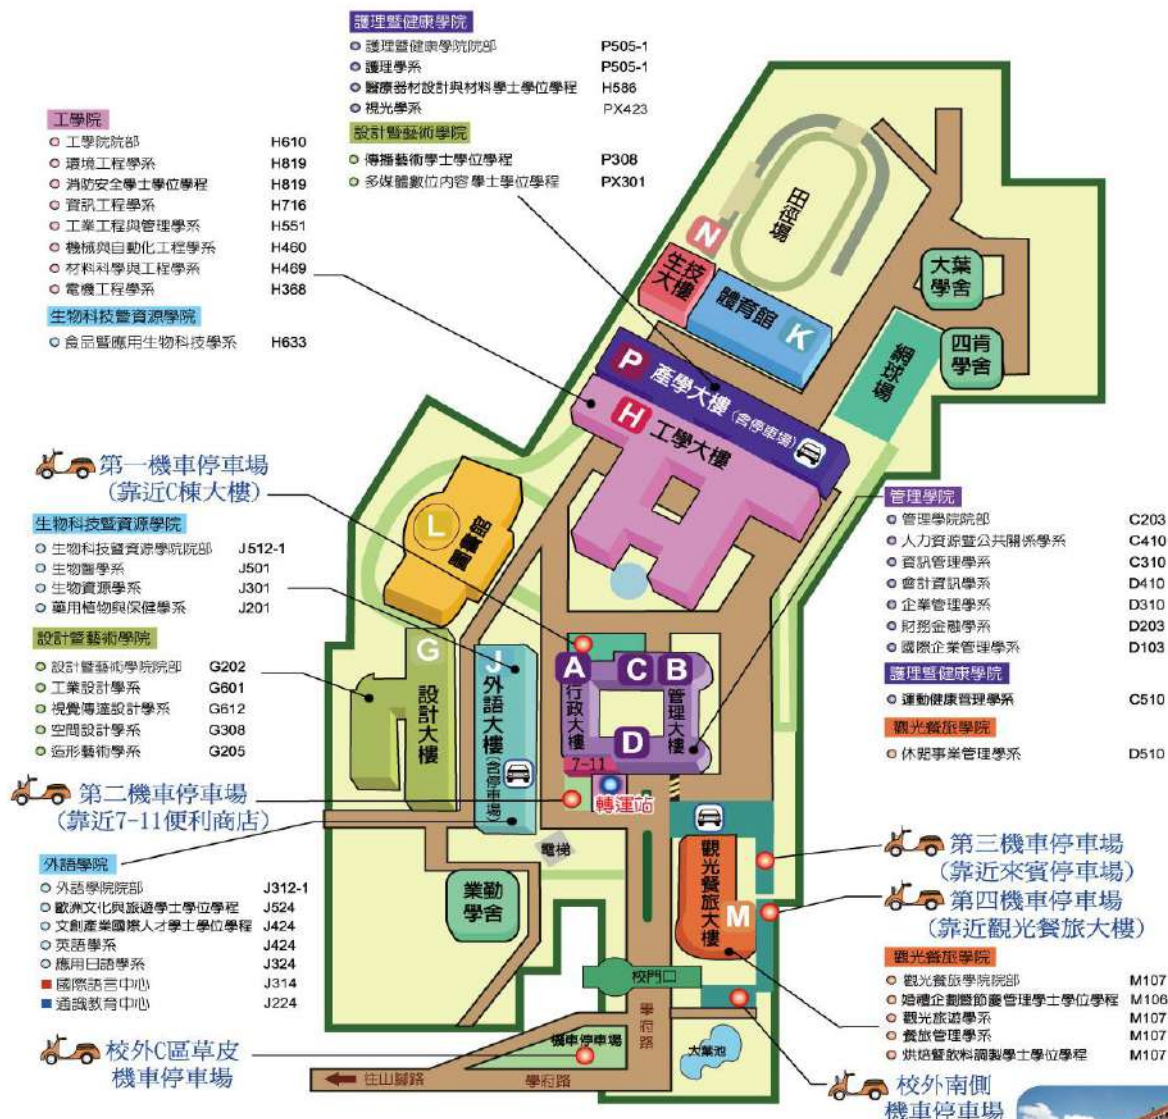 護理暨健康學院
護理暨健康學院院部 P505-1
護理學系 P505-1
醫療器材設計與材料學士學位學程 H586
視光學系 PX423
設計暨藝術學院
傳播藝術學士學位學程 P308
多媒體數位內容學士學位學程 PX301
工學院
工學院院部 H610
環境工程學系 H819
消防安全學士學位學程 H819
資訊工程學系 H716
工業工程與管理學系 H551
機械與自動化工程學系 H460
材料科學與工程學系 H469
電機工程學系 H368
生物科技暨資源學院
食品暨應用生物科技學系 H633
第一機車停車場
(靠近C棟大樓)
生物科技暨資源學院
生物科技暨資源學院院部 J512-1
生物醫學系 J501
生物資源學系 J301
藥用植物與保健學系 J201
設計暨藝術學院
設計暨藝術學院院部 G202
工業設計學系 G601
視覺傳達設計學系 G612
空間設計學系 G308
造形藝術學系 G205
第二機車停車場
(靠近7-11便利商店)
外語學院
外語學院院部 J312-1
歐洲文化與旅遊學士學位學程 J524
文創產業國際人才學士學位學程 J424
英語學系 J424
應用日語學系 J324
國際語言中心 J314
通識教育中心 J224
校外C區草皮
機車停車場
田徑場
N
生技大樓
體育館
K
大葉學舍
四肯學舍
網球場
P
產學大樓(含停車場)
H
工學大樓
L
圖書館
G
設計大樓
J
外語大樓(含停車場)
A
行政大樓
C
B
管理大樓
D
7-11
轉運站
電梯
業勤學舍
觀光餐旅大樓
M
校門口
學府路
機車停車場
大葉池
往山腳路
學府路
管理學院
管理學院院部 C203
人力資源暨公共關係學系 C410
資訊管理學系 C310
會計資訊學系 D410
企業管理學系 D310
財務金融學系 D203
國際企業管理學系 D103
護理暨健康學院
運動健康管理學系 C510
觀光餐旅學院
休閒事業管理學系 D510
第三機車停車場
(靠近來賓停車場)
第四機車停車場
(靠近觀光餐旅大樓)
觀光餐旅學院
觀光餐旅學院院部 M107
婚禮企劃暨節慶管理學士學位學程 M106
觀光旅遊學系 M107
餐旅管理學系 M107
烘焙暨飲料調製學士學位學程 M107
校外南側
機車停車場